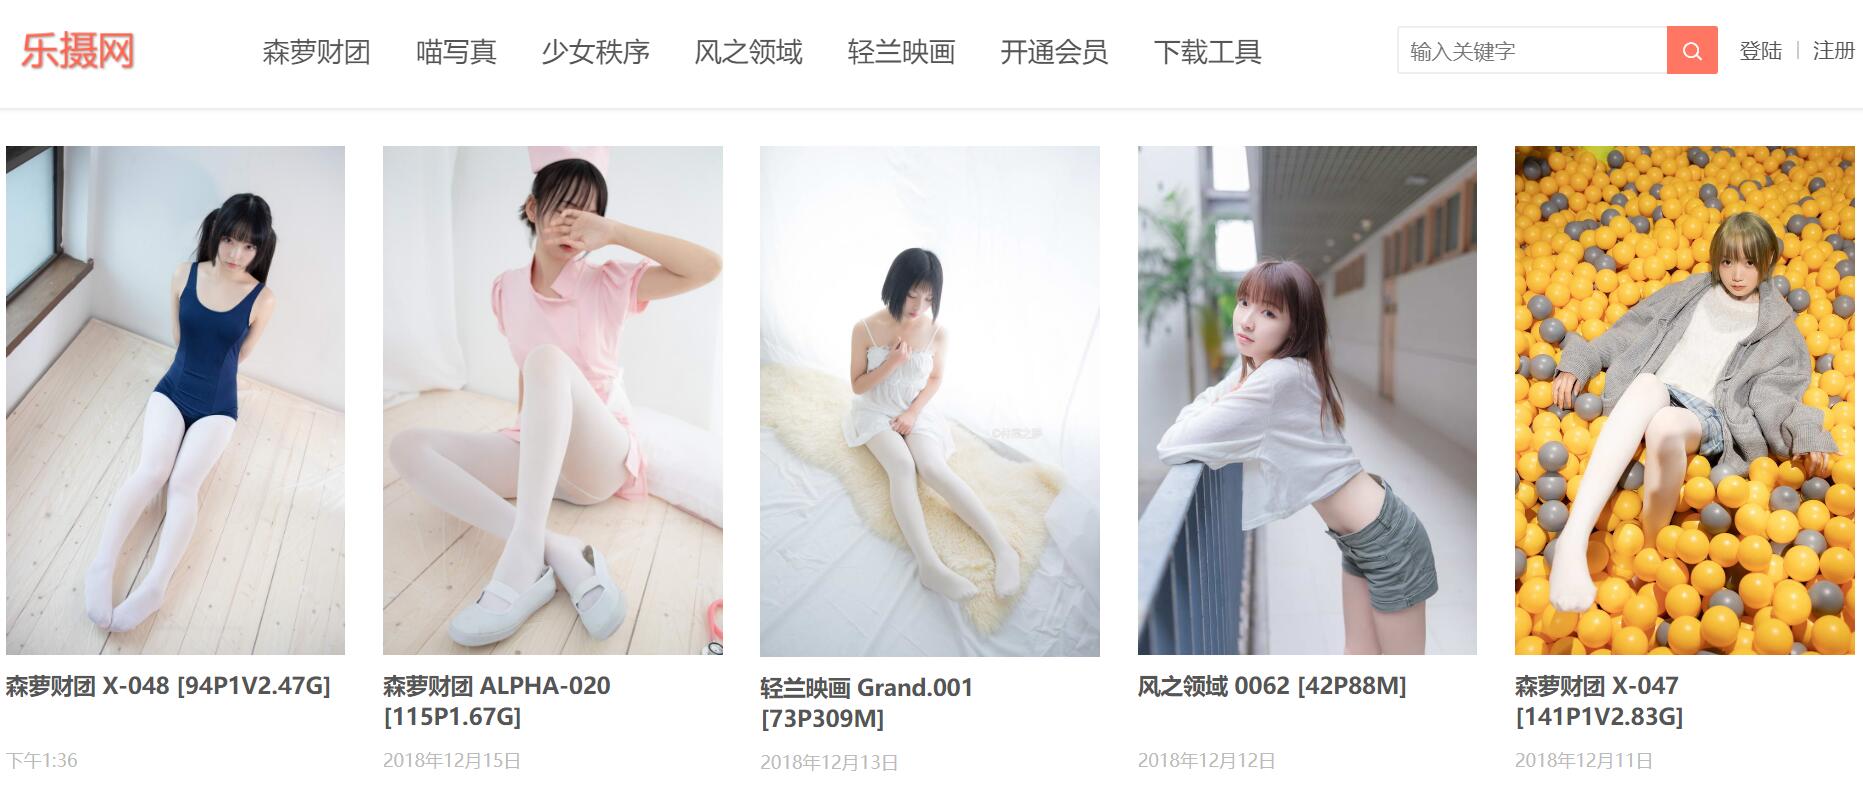 乐摄网
森萝财团 喵写真 少女秩序 风之领域 轻兰映画 开通会员 下载工具
输入关键字
登陆 | 注册
森萝财团 X-048 [94P1V2.47G]
下午1:36
森萝财团 ALPHA-020
[115P1.67G]
2018年12月15日
轻兰映画 Grand.001
[73P309M]
2018年12月13日
风之领域 0062 [42P88M]
2018年12月12日
森萝财团 X-047
[141P1V2.83G]
2018年12月11日